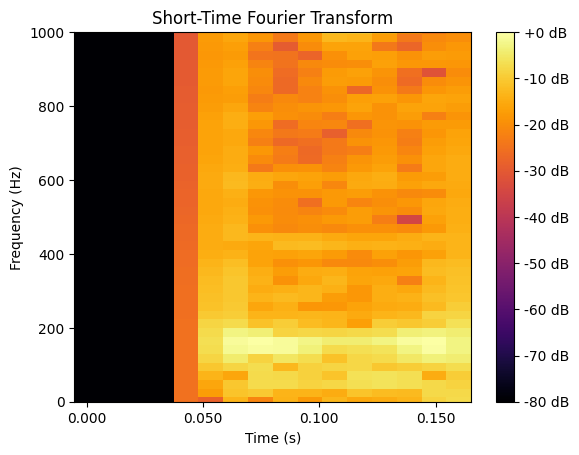 Short-Time Fourier Transform
1000
800
600
400
200
0
Frequency (Hz)
0.000
0.050
0.100
0.150
Time (s)
+0 dB
-10 dB
-20 dB
-30 dB
-40 dB
-50 dB
-60 dB
-70 dB
-80 dB